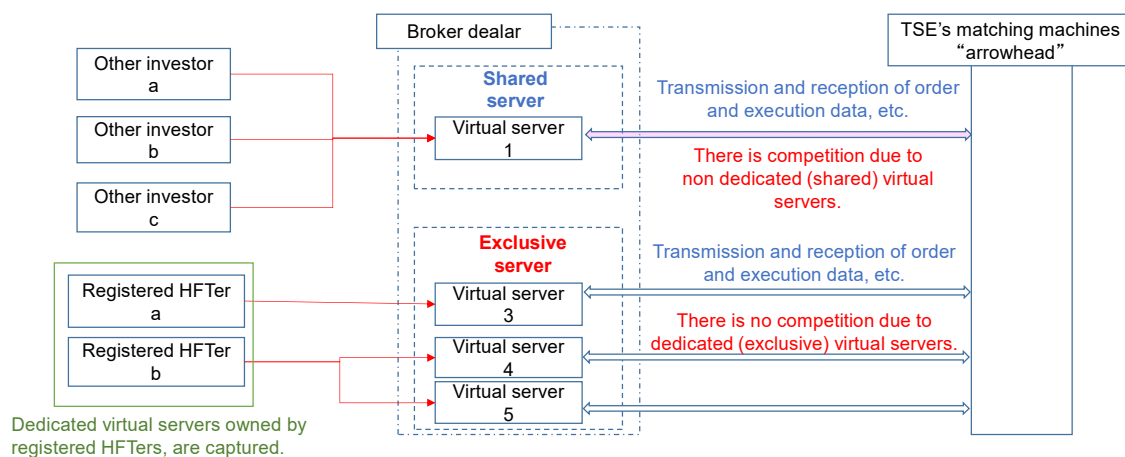 Broker dealar
TSE's matching machines
“arrowhead”
Other investor
a
Other investor
b
Other investor
c
Shared
server
Virtual server
1
Transmission and reception of order
and execution data, etc.
There is competition due to
non dedicated (shared) virtual
servers.
Exclusive
server
Registered HFTer
a
Registered HFTer
b
Virtual server
3
Virtual server
4
Virtual server
5
Transmission and reception of order
and execution data, etc.
There is no competition due to
dedicated (exclusive) virtual servers.
Dedicated virtual servers owned by
registered HFTers, are captured.